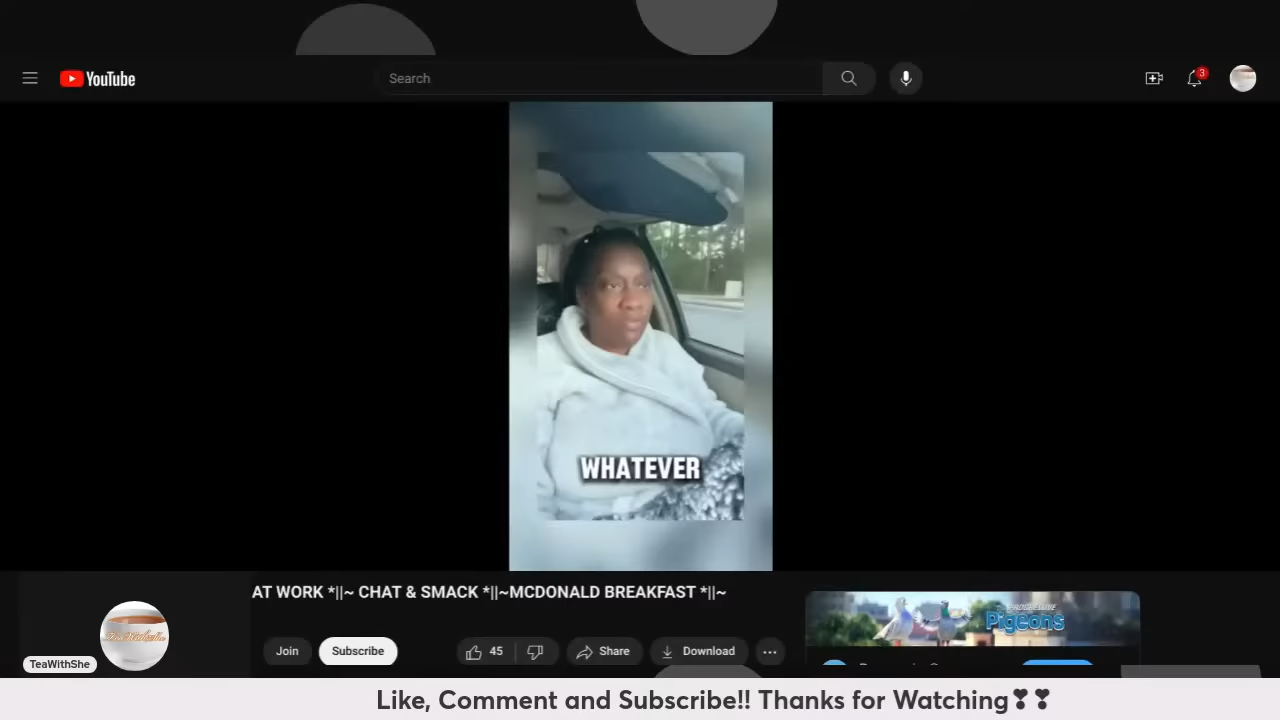 YouTube
Search
3
WHATEVER
AT WORK *||~ CHAT & SMACK *||~MCDONALD BREAKFAST *||~
Pigeons
TeaWithShe
Join
Subscribe
45
Share
Download
Like, Comment and Subscribe!! Thanks for Watching❣❣